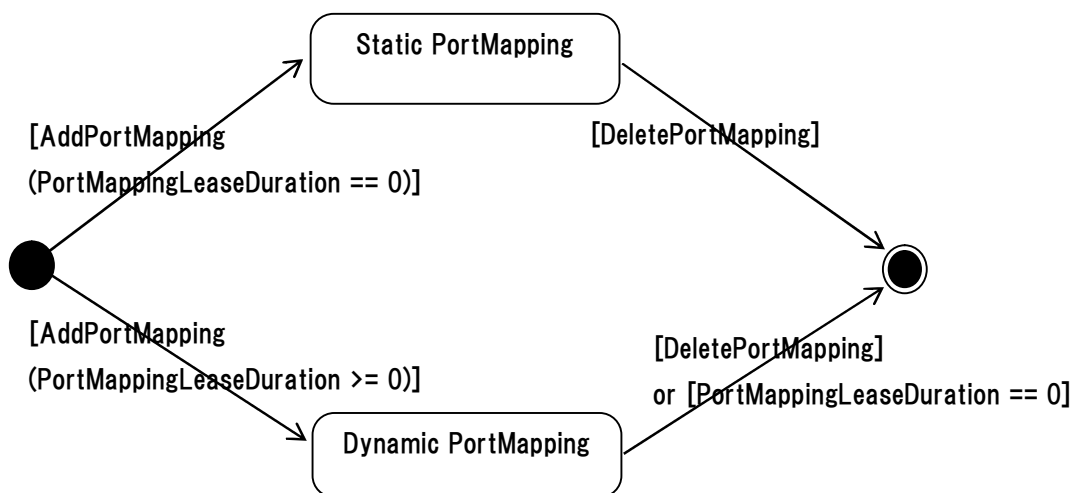 Static PortMapping
[AddPortMapping
(PortMappingLeaseDuration == 0)]
[DeletePortMapping]
[AddPortMapping
(PortMappingLeaseDuration >= 0)]
[DeletePortMapping]
or [PortMappingLeaseDuration == 0]
Dynamic PortMapping